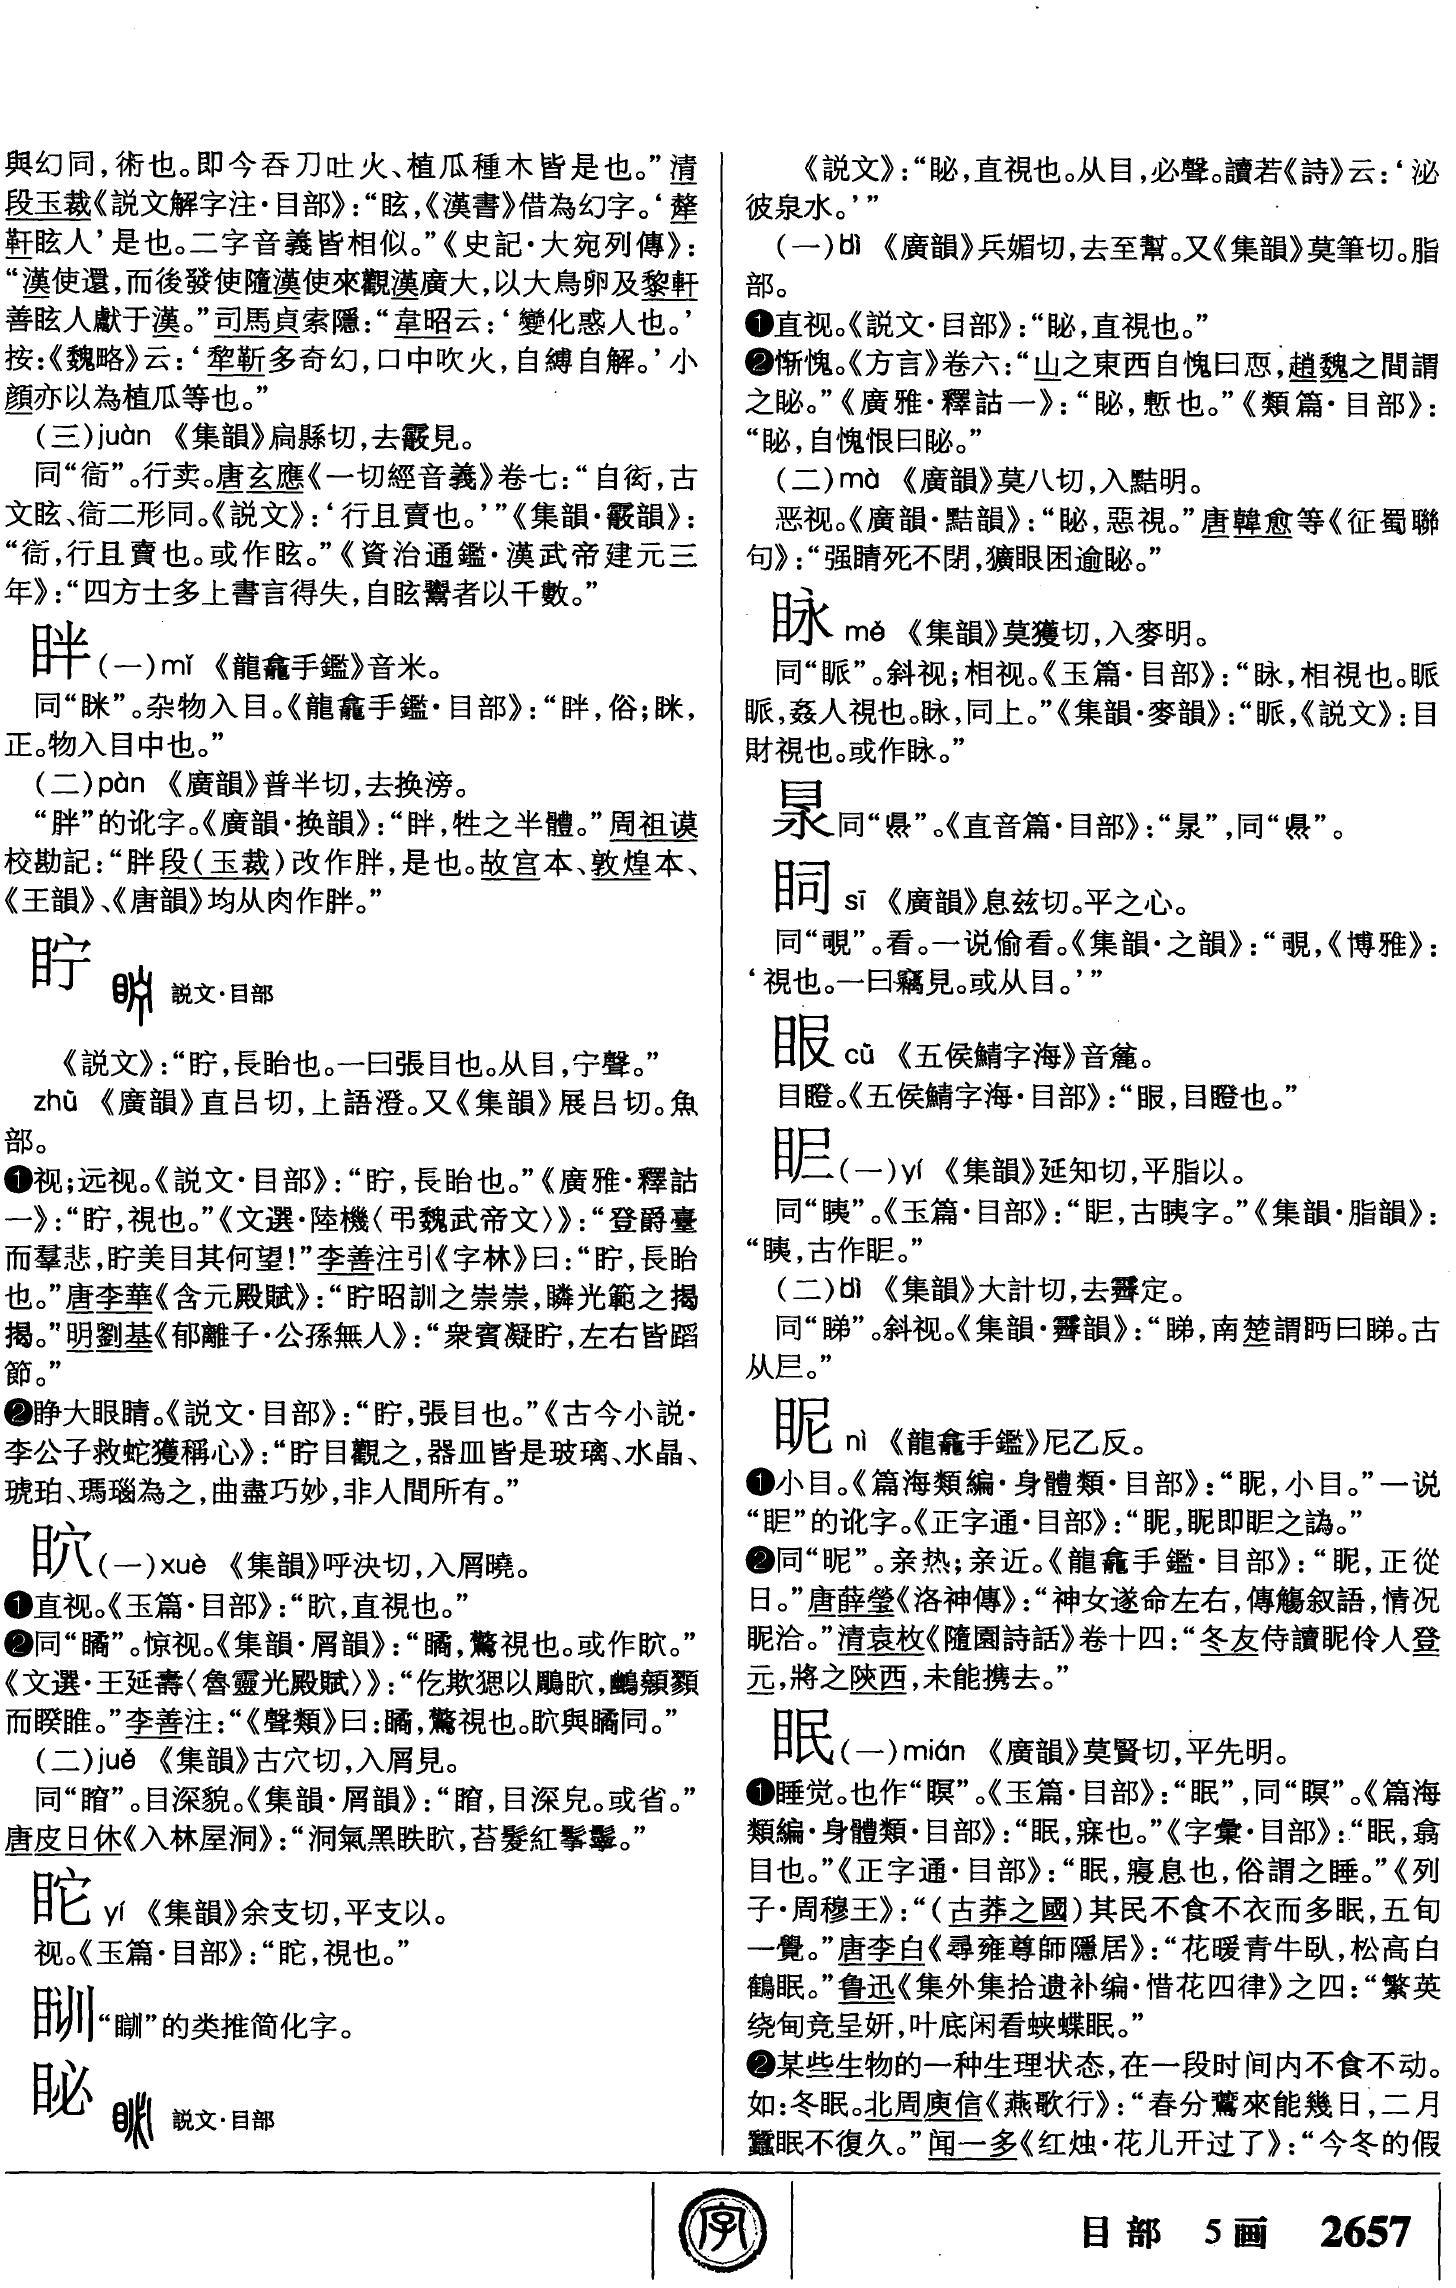 與幻同，術也。即今吞刀吐火、植瓜種木皆是也。”清
段玉裁《説文解字注·目部》：“眩，《漢書》借為幻字。‘犛
軒眩人’是也。二字音義皆相似。”《史記·大宛列傳》：
“漢使還，而後發使隨漢使來觀漢廣大，以大鳥卵及黎軒
善眩人獻于漢。”司馬貞索隱：“韋昭云：‘變化惑人也。’
按：《魏略》云：‘犂靳多奇幻，口中吹火，自縛自解。’小
顔亦以為植瓜等也。”
（三）juàn 《集韻》扃縣切，去霰見。
同“衒”。行卖。唐玄應《一切經音義》卷七：“自衒，古
文眩、衒二形同。《説文》：‘行且賣也。’”《集韻·霰韻》：
“衒，行且賣也。或作眩。”《資治通鑑·漢武帝建元三
年》：“四方士多上書言得失，自眩鬻者以千數。”
眫（一）mǐ 《龍龕手鑑》音米。
同“眯”。杂物入目。《龍龕手鑑·目部》：“眫，俗；眯，
正。物入目中也。”
（二）pàn 《廣韻》普半切，去换滂。
“胖”的讹字。《廣韻·换韻》：“眫，牲之半體。”周祖谟
校勘記：“眫段（玉裁）改作胖，是也。故宫本、敦煌本、
《王韻》、《唐韻》均从肉作胖。”
眝 説文·目部
《説文》：“眝，長眙也。一曰張目也。从目，宁聲。”
zhǔ 《廣韻》直吕切，上語澄。又《集韻》展吕切。魚
部。
❶视；远视。《説文·目部》：“眝，長眙也。”《廣雅·釋詁
一》：“眝，視也。”《文選·陸機〈弔魏武帝文〉》：“登爵臺
而羣悲，眝美目其何望！”李善注引《字林》曰：“眝，長眙
也。”唐李華《含元殿賦》：“眝昭訓之崇崇，瞵光範之揭
揭。”明劉基《郁離子·公孫無人》：“衆賓凝眝，左右皆蹈
節。”
❷睁大眼睛。《説文·目部》：“眝，張目也。”《古今小説·
李公子救蛇獲稱心》：“眝目觀之，器皿皆是玻璃、水晶、
琥珀、瑪瑙為之，曲盡巧妙，非人間所有。”
䀏（一）xuè 《集韻》呼決切，入屑曉。
❶直视。《玉篇·目部》：“䀏，直視也。”
❷同“瞲”。惊视。《集韻·屑韻》：“瞲，驚視也。或作䀏。”
《文選·王延壽〈魯靈光殿賦〉》：“仡欺𤟧以鵰䀏，顤顟
而睽睢。”李善注：“《聲類》曰：瞲，驚視也。䀏與瞲同。”
（二）juě 《集韻》古穴切，入屑見。
同“䁷”。目深貌。《集韻·屑韻》：“䁷，目深皃。或省。”
唐皮日休《入林屋洞》：“洞氣黑眣䀏，苔髮紅鬡鬤。”
䀑 yí 《集韻》余支切，平支以。
视。《玉篇·目部》：“䀑，視也。”
“瞓”的类推简化字。
眍 説文·目部
《説文》：“䀣，直視也。从目，必聲。讀若《詩》云：‘泌
彼泉水。’”
（一）bì 《廣韻》兵媚切，去至幫。又《集韻》莫筆切。脂
部。
❶直视。《説文·目部》：“䀣，直視也。”
❷惭愧。《方言》卷六：“山之東西自愧曰恧，趙魏之間謂
之䀣。”《廣雅·釋詁一》：“䀣，慙也。”《類篇·目部》：
“䀣，自愧恨曰䀣。”
（二）mà 《廣韻》莫八切，入黠明。
恶视。《廣韻·黠韻》：“䀣，惡視。”唐韓愈等《征蜀聯
句》：“强睛死不閉，獷眼困逾䀣。”
眽 mò 《集韻》莫獲切，入麥明。
同“眽”。斜视；相视。《玉篇·目部》：“眿，相視也。眽
眽，姦人視也。眿，同上。”《集韻·麥韻》：“眽，《説文》：目
財視也。或作眿。”
同“㬎”。《直音篇·目部》：“㫧”，同“㬎”。
䀤 sī 《廣韻》息兹切。平之心。
同“覗”。看。一说偷看。《集韻·之韻》：“覗，《博雅》：
‘視也。一曰竊見。或从目。’”
cū 《五侯鯖字海》音麄。
目瞪。《五侯鯖字海·目部》：“，目瞪也。”
（一）yí 《集韻》延知切，平脂以。
同“眱”。《玉篇·目部》：“，古眱字。”《集韻·脂韻》：
“眱，古作。”
（二）dì 《集韻》大計切，去霽定。
同“睇”。斜视。《集韻·霽韻》：“睇，南楚謂眄曰睇。古
从𡰥。”
眤 nì 《龍龕手鑑》尼乙反。
❶小目。《篇海類編·身體類·目部》：“眤，小目。”一说
“”的讹字。《正字通·目部》：“眤，眤即之譌。”
❷同“昵”。亲热；亲近。《龍龕手鑑·目部》：“眤，正從
日。”唐薛瑩《洛神傳》：“神女遂命左右，傳觴叙語，情况
眤洽。”清袁枚《隨園詩話》卷十四：“冬友侍讀眤伶人登
元，將之陝西，未能携去。”
眠（一）mián 《廣韻》莫賢切，平先明。
❶睡觉。也作“瞑”。《玉篇·目部》：“眠”，同“瞑”。《篇海
類編·身體類·目部》：“眠，寐也。”《字彙·目部》：“眠，翕
目也。”《正字通·目部》：“眠，寢息也，俗謂之睡。”《列
子·周穆王》：“（古莽之國）其民不食不衣而多眠，五旬
一覺。”唐李白《尋雍尊師隱居》：“花暖青牛臥，松高白
鶴眠。”鲁迅《集外集拾遗补编·惜花四律》之四：“繁英
绕甸竞呈妍，叶底闲看蛱蝶眠。”
❷某些生物的一种生理状态，在一段时间内不食不动。
如：冬眠。北周庾信《燕歌行》：“春分鷰來能幾日，二月
蠶眠不復久。”闻一多《红烛·花儿开过了》：“今冬的假
字
目部 5画 2657